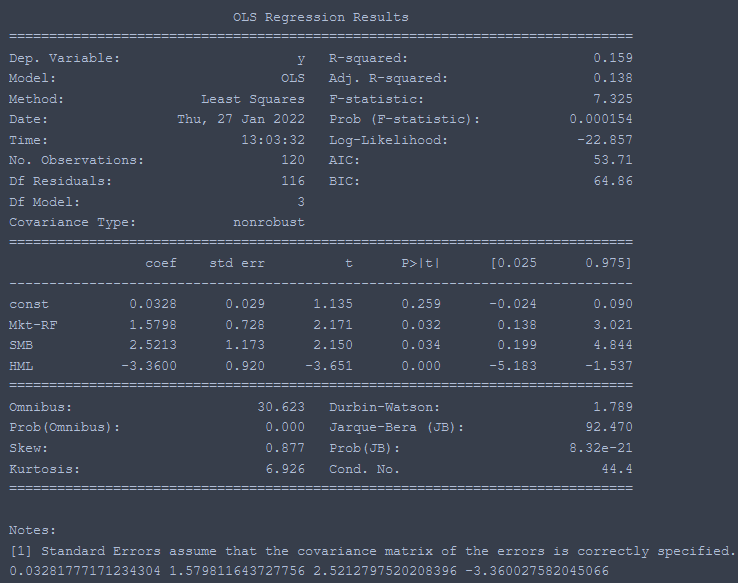 OLS Regression Results
==============================================================================
Dep. Variable: y R-squared: 0.159
Model: OLS Adj. R-squared: 0.138
Method: Least Squares F-statistic: 7.325
Date: Thu, 27 Jan 2022 Prob (F-statistic): 0.000154
Time: 13:03:32 Log-Likelihood: -22.857
No. Observations: 120 AIC: 53.71
Df Residuals: 116 BIC: 64.86
Df Model: 3
Covariance Type: nonrobust
==============================================================================
coef std err t P>|t| [0.025 0.975]
------------------------------------------------------------------------------
const 0.0328 0.029 1.135 0.259 -0.024 0.090
Mkt-RF 1.5798 0.728 2.171 0.032 0.138 3.021
SMB 2.5213 1.173 2.150 0.034 0.199 4.844
HML -3.3600 0.920 -3.651 0.000 -5.183 -1.537
==============================================================================
Omnibus: 30.623 Durbin-Watson: 1.789
Prob(Omnibus): 0.000 Jarque-Bera (JB): 92.470
Skew: 0.877 Prob(JB): 8.32e-21
Kurtosis: 6.926 Cond. No. 44.4
==============================================================================
Notes:
[1] Standard Errors assume that the covariance matrix of the errors is correctly specified.
0.03281777171234304 1.579811643727756 2.5212797520208396 -3.360027582045066